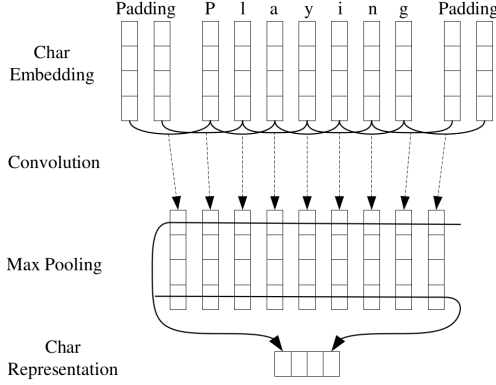 Padding P l a y i n g Padding
Char
Embedding
Convolution
Max Pooling
Char
Representation